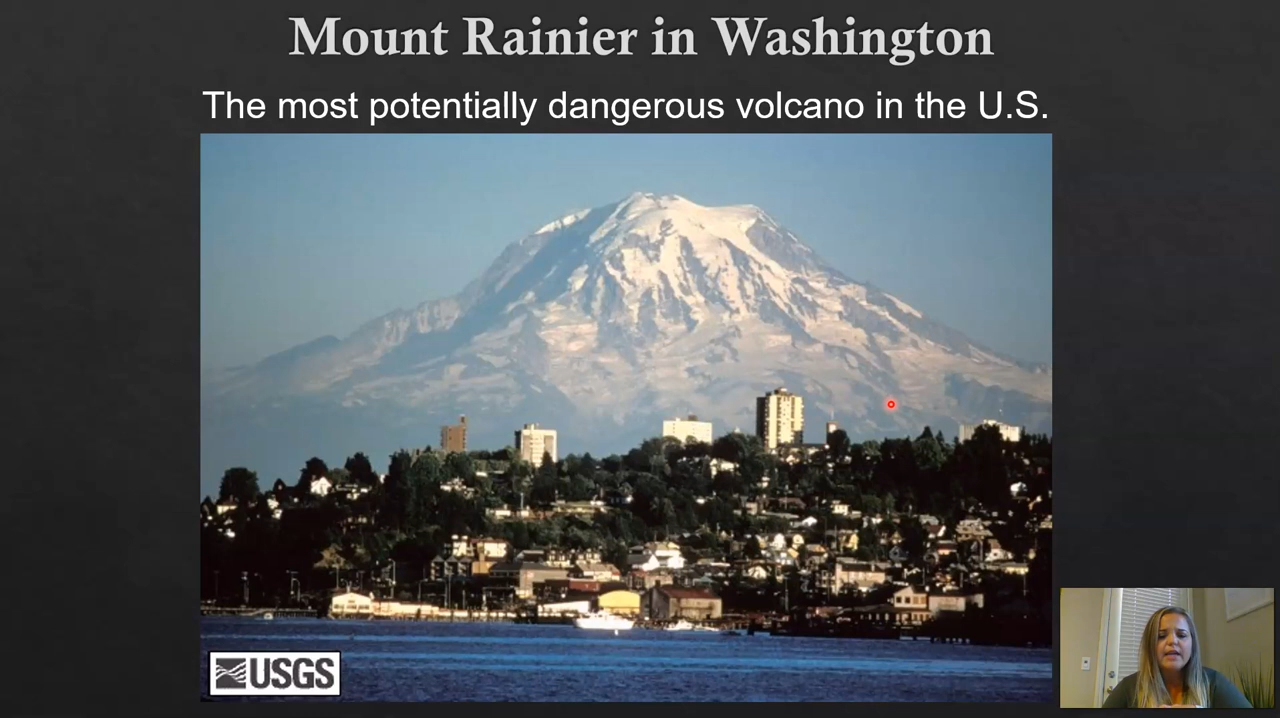 Mount Rainier in Washington
The most potentially dangerous volcano in the U.S.
USGS